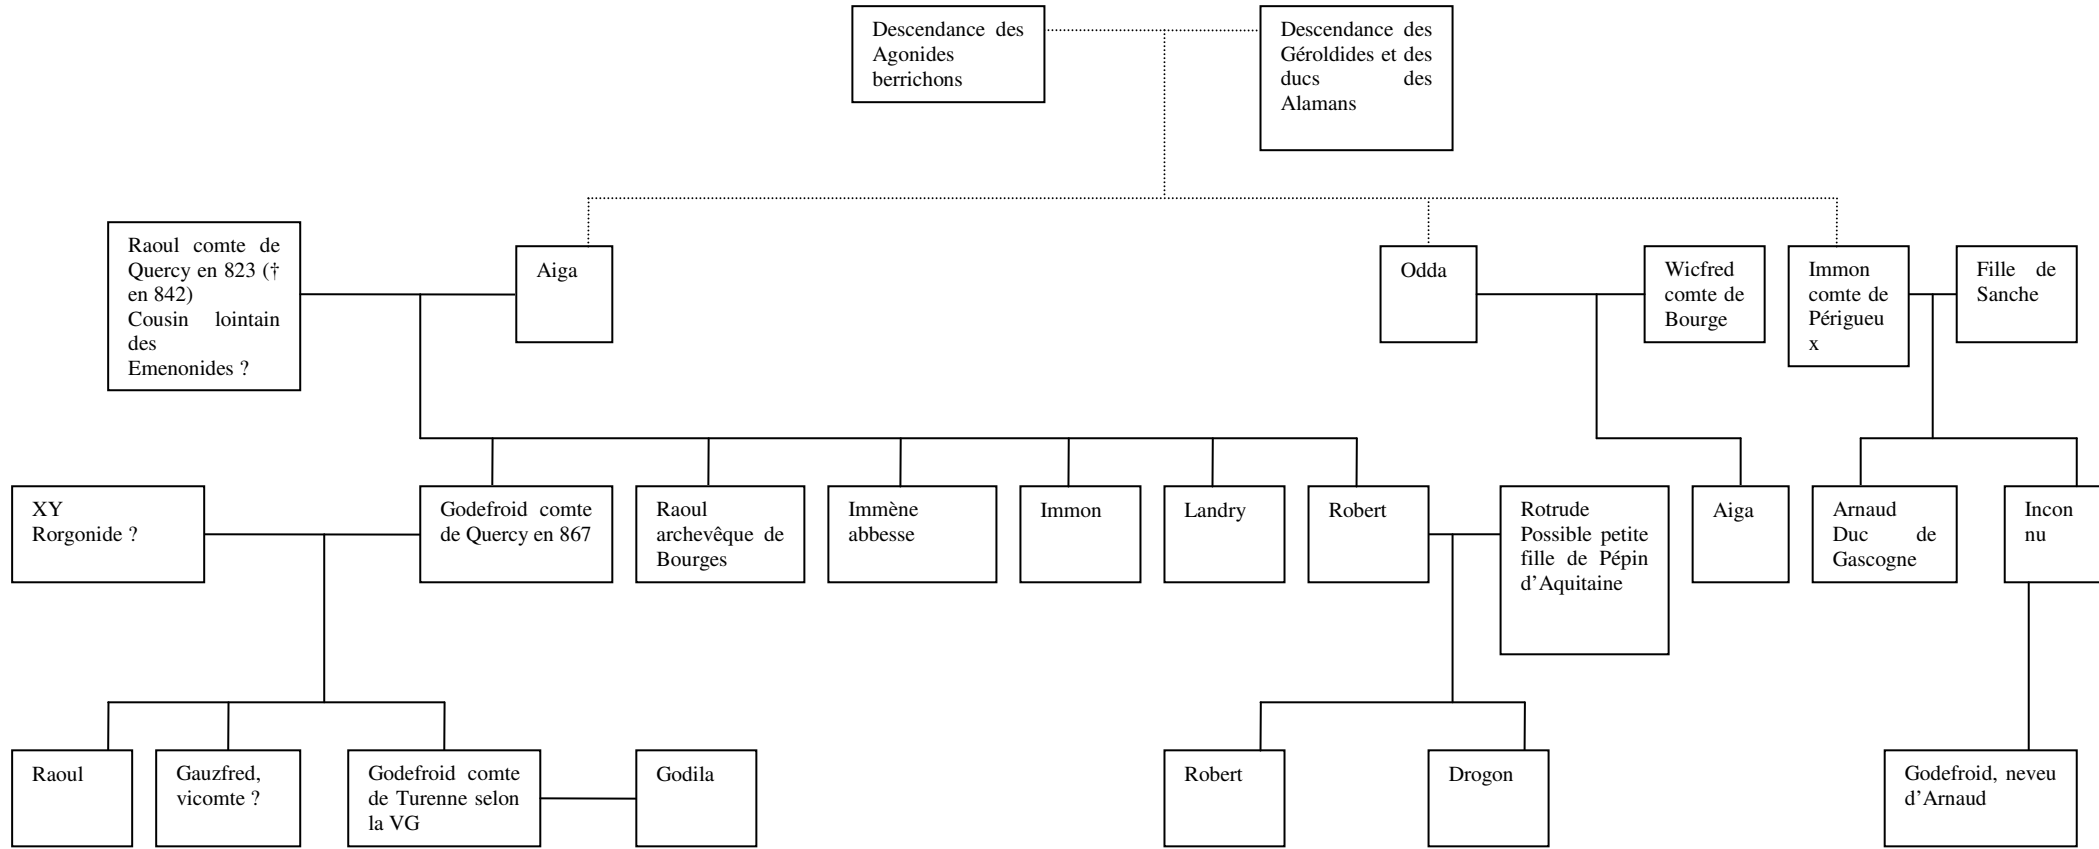 Descendance des
Agonides
berrichons
Descendance des
Géroldides et des
ducs des
Alamans
Raoul comte de
Quercy en 823 (†
en 842)
Cousin lointain
des
Emenonides ?
Aiga
Odda
Wicfred
comte de
Bourge
Immon
comte de
Périgueu
x
Fille de
Sanche
XY
Rorgonide ?
Godefroid comte
de Quercy en 867
Raoul
archevêque de
Bourges
Immène
abbesse
Immon
Landry
Robert
Rotrude
Possible petite
fille de Pépin
d’Aquitaine
Aiga
Arnaud
Duc de
Gascogne
Incon
nu
Raoul
Gauzfred,
vicomte ?
Godefroid comte
de Turenne selon
la VG
Godila
Robert
Drogon
Godefroid, neveu
d’Arnaud